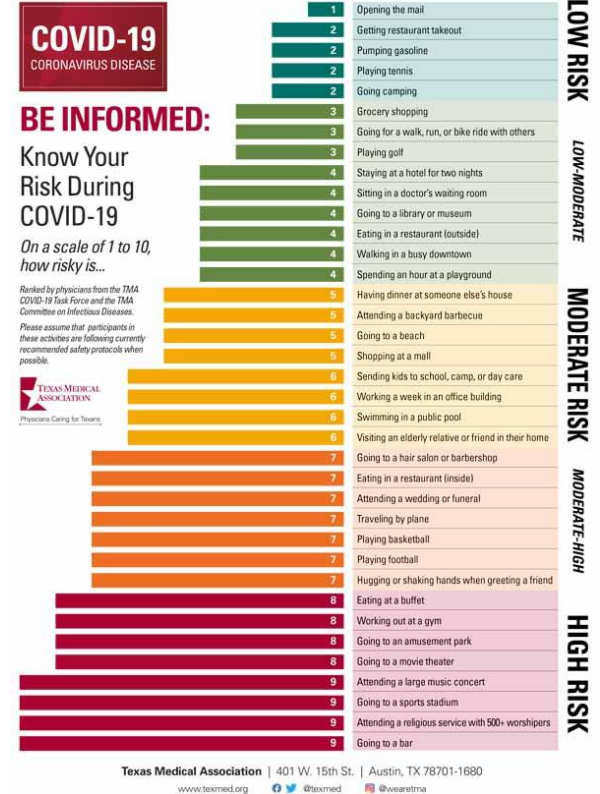 COVID-19
CORONAVIRUS DISEASE
BE INFORMED:
Know Your
Risk During
COVID-19
On a scale of 1 to 10,
how risky is...
Ranked by physicians from the TMA
COVID-19 Task Force and the TMA
Committee on Infectious Diseases.
Please assume that participants in
these activities are following currently
recommended safety protocols when
possible.
TEXAS MEDICAL
ASSOCIATION
Physicians Caring for Texans
1 Opening the mail
2 Getting restaurant takeout
2 Pumping gasoline
2 Playing tennis
2 Going camping
3 Grocery shopping
3 Going for a walk, run, or bike ride with others
3 Playing golf
4 Staying at a hotel for two nights
4 Sitting in a doctor's waiting room
4 Going to a library or museum
4 Eating in a restaurant (outside)
4 Walking in a busy downtown
4 Spending an hour at a playground
5 Having dinner at someone else's house
5 Attending a backyard barbecue
5 Going to a beach
5 Shopping at a mall
6 Sending kids to school, camp, or day care
6 Working a week in an office building
6 Swimming in a public pool
6 Visiting an elderly relative or friend in their home
7 Going to a hair salon or barbershop
7 Eating in a restaurant (inside)
7 Attending a wedding or funeral
7 Traveling by plane
7 Playing basketball
7 Playing football
7 Hugging or shaking hands when greeting a friend
8 Eating at a buffet
8 Working out at a gym
8 Going to an amusement park
8 Going to a movie theater
9 Attending a large music concert
9 Going to a sports stadium
9 Attending a religious service with 500+ worshipers
9 Going to a bar
LOW RISK
LOW-MODERATE
MODERATE RISK
MODERATE-HIGH
HIGH RISK
Texas Medical Association | 401 W. 15th St. | Austin, TX 78701-1680
www.texmed.org @texmed @wearetma